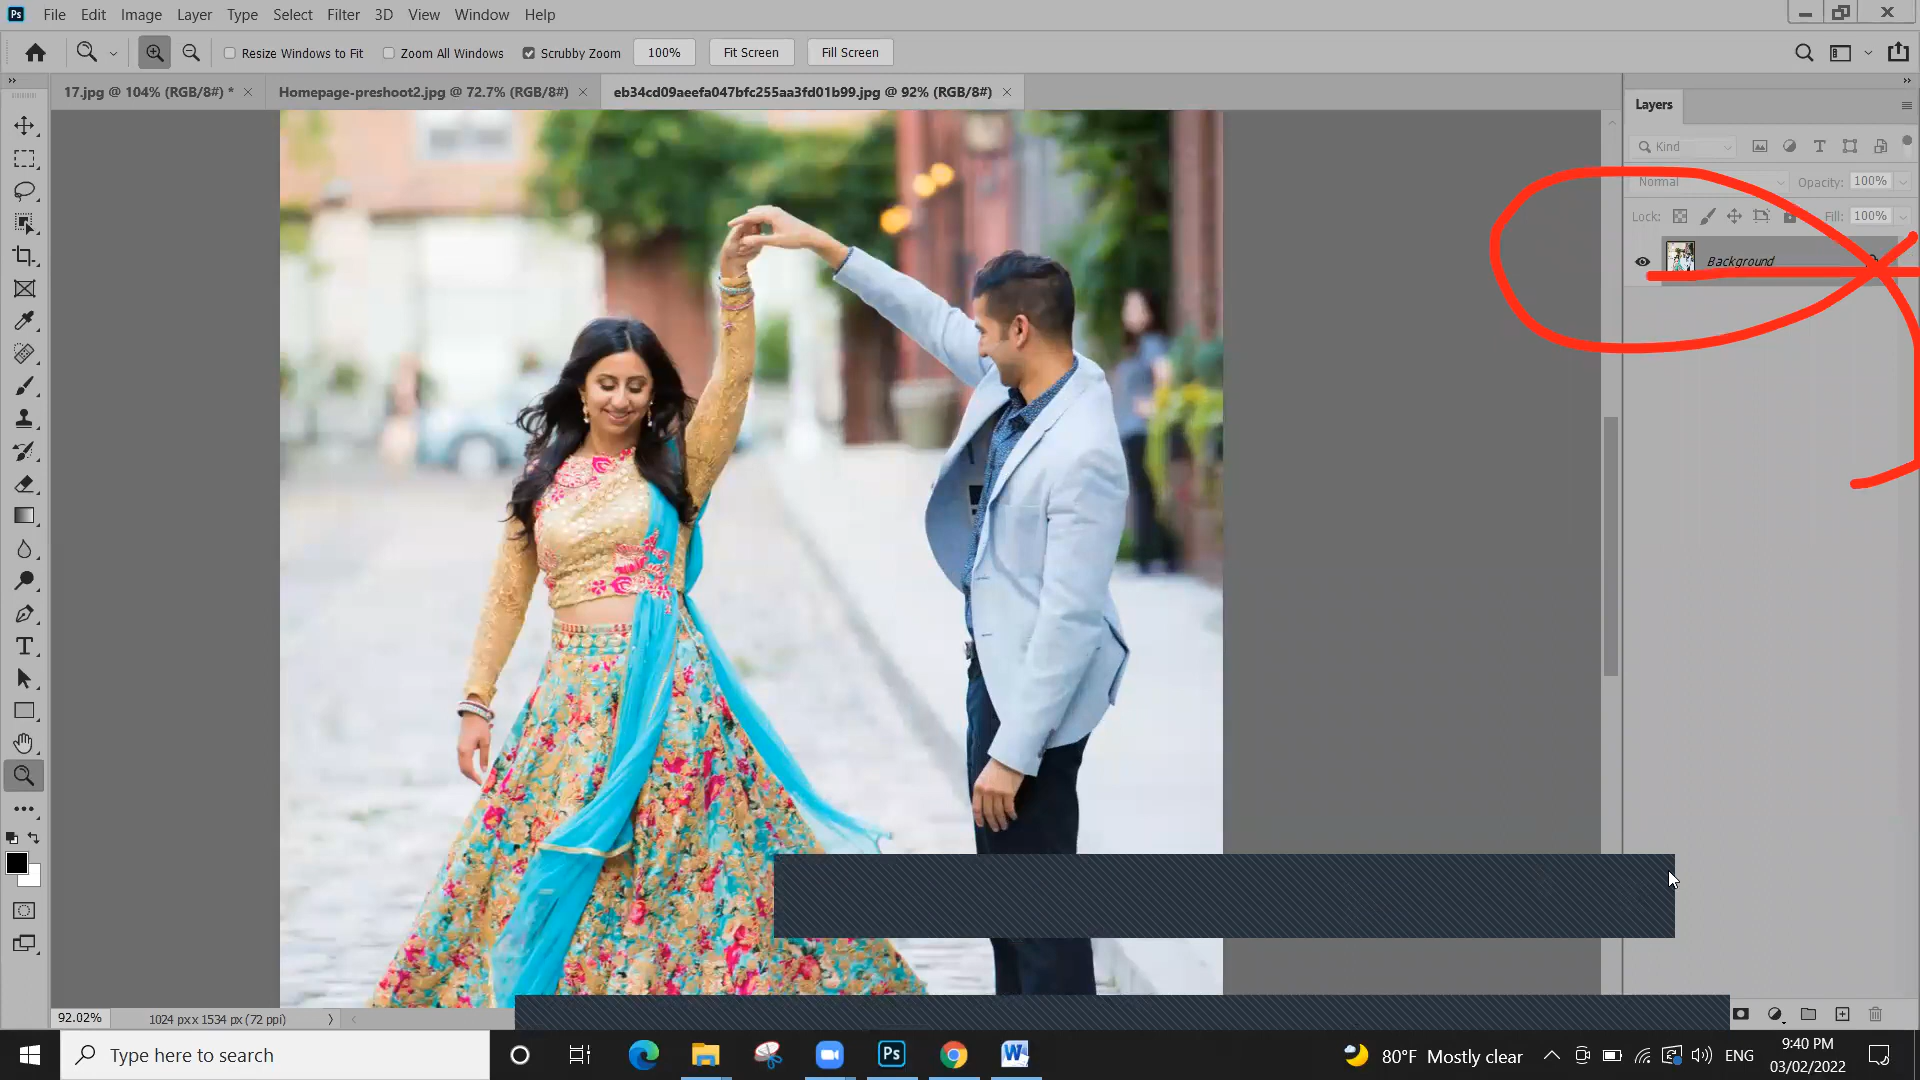 Ps File Edit Image Layer Type Select Filter 3D View Window Help
Resize Windows to Fit Zoom All Windows Scrubby Zoom 100% Fit Screen Fill Screen
17.jpg @ 104% (RGB/8#) * × Homepage-preshoot2.jpg @ 72.7% (RGB/8#) × eb34cd09aeefa047bfc255aa3fd01b99.jpg @ 92% (RGB/8#) ×
Layers
Kind
Normal Opacity: 100%
Lock: Fill: 100%
Background
92.02% 1024 px x 1534 px (72 ppi)
Type here to search
Ps
W
80°F Mostly clear
ENG
9:40 PM
03/02/2022